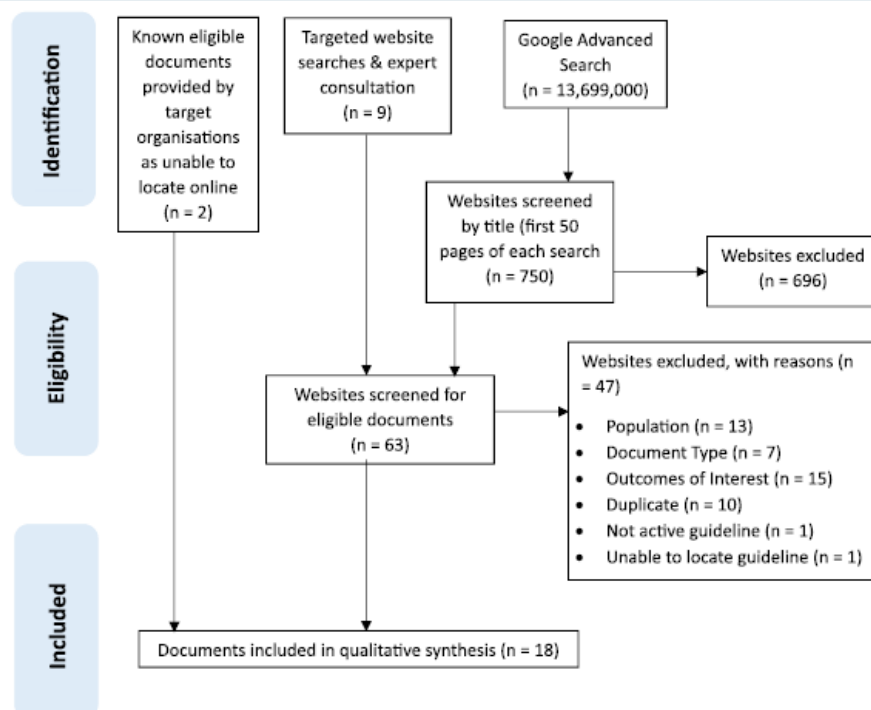 Identification
Known eligible
documents
provided by
target
organisations
as unable to
locate online
(n = 2)
Targeted website
searches & expert
consultation
(n = 9)
Google Advanced
Search
(n = 13,699,000)
Websites screened
by title (first 50
pages of each search
(n = 750)
Websites excluded
(n = 696)
Eligibility
Websites screened for
eligible documents
(n = 63)
Websites excluded, with reasons (n
= 47)
• Population (n = 13)
• Document Type (n = 7)
• Outcomes of Interest (n = 15)
• Duplicate (n = 10)
• Not active guideline (n = 1)
• Unable to locate guideline (n = 1)
Included
Documents included in qualitative synthesis (n = 18)